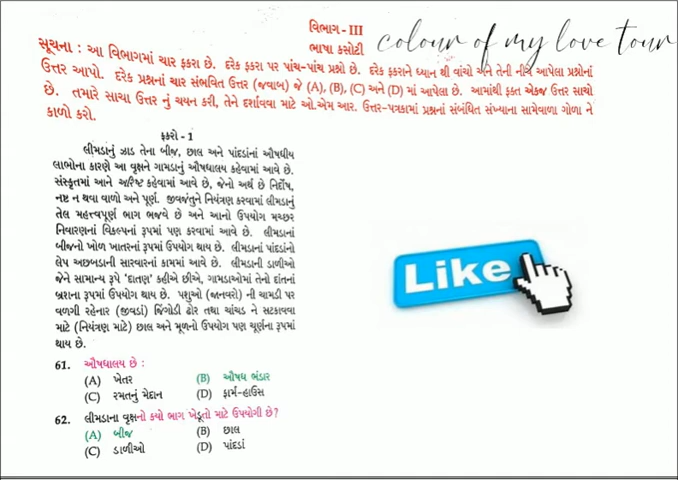 વિભાગ - III
ભાષા કસોટી
colour of my love tour
સૂચના : આ વિભાગમાં ચાર ફકરા છે. દરેક ફકરા પર પાંચ-પાંચ પ્રશ્નો છે. દરેક ફકરાને ધ્યાન થી વાંચો અને તેની નીચે આપેલા પ્રશ્નોનાં
ઉત્તર આપો. દરેક પ્રશ્નનાં ચાર સંભવિત ઉત્તર (જવાબ) જે (A), (B), (C) અને (D) માં આપેલા છે. આમાંથી ફક્ત એકજ ઉત્તર સાચો
છે. તમારે સાચા ઉત્તર નું ચયન કરી, તેને દર્શાવવા માટે ઓ.એમ આર. ઉત્તર-પત્રકમાં પ્રશ્નનાં સંબંધિત સંખ્યાના સામેવાળા ગોળા ને
કાળો કરો.
ફકરો - 1
લીમડાનું ઝાડ તેના બીજ, છાલ અને પાંદડાંનાં ઔષધીય
લાભોના કારણે આ વૃક્ષને ગામડાનું ઔષધાલય કહેવામાં આવે છે.
સંસ્કૃતમાં આને અરિષ્ટ કહેવામાં આવે છે, જેનો અર્થ છે નિર્દોષ,
નષ્ટ ન થવા વાળો અને પૂર્ણ. જીવજંતુને નિયંત્રણ કરવામાં લીમડાનું
તેલ મહત્ત્વપૂર્ણ ભાગ ભજવે છે અને આનો ઉપયોગ મચ્છર
નિવારણનાં વિકલ્પનાં રૂપમાં પણ કરવામાં આવે છે. લીમડાનાં
બીજનો ખોળ ખાતરનાં રૂપમાં ઉપયોગ થાય છે. લીમડાનાં પાંદડાંનો
લેપ અછબડાની સારવારનાં કામમાં આવે છે. લીમડાની ડાળીઓ
જેને સામાન્ય રૂપે 'દાતણ' કહીએ છીએ, ગામડાઓમાં તેનો દાંતનાં
બ્રશના રૂપમાં ઉપયોગ થાય છે. પશુઓ (જાનવરો) ની ચામડી પર
વળગી રહેનાર (જીવડાં) જિંગોડી ઢોર તથા ચાંચડ ને સટકાવવા
માટે (નિયંત્રણ માટે) છાલ અને મૂળનો ઉપયોગ પણ ચૂર્ણના રૂપમાં
થાય છે.
Like
61. ઔષધાલય છે :
(A) ખેતર (B) ઔષધ ભંડાર
(C) રમતનું મેદાન (D) ફાર્મ-હાઉસ
62. લીમડાના વૃક્ષનો કયો ભાગ ખેડૂતો માટે ઉપયોગી છે?
(A) બીજ (B) છાલ
(C) ડાળીઓ (D) પાંદડાં